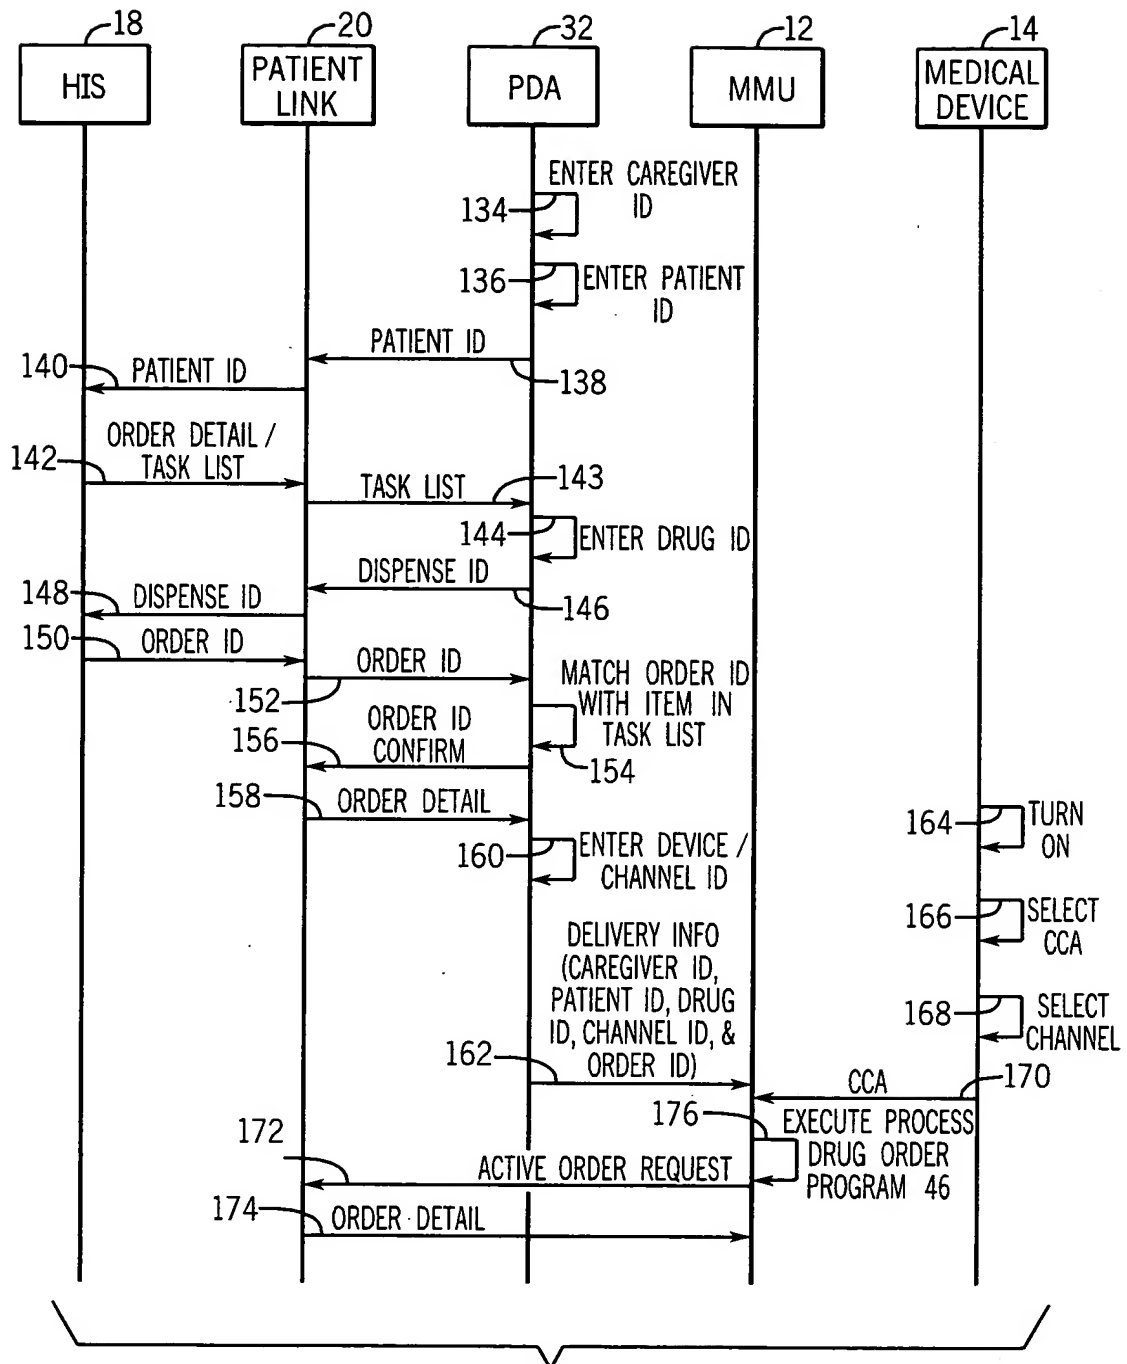 18
20
32
12
14
HIS
PATIENT
LINK
PDA
MMU
MEDICAL
DEVICE
ENTER CAREGIVER
ID
134
136
ENTER PATIENT
ID
PATIENT ID
138
140
PATIENT ID
ORDER DETAIL /
TASK LIST
142
TASK LIST
143
144
ENTER DRUG ID
DISPENSE ID
146
148
DISPENSE ID
150
ORDER ID
ORDER ID
152
MATCH ORDER ID
WITH ITEM IN
TASK LIST
154
ORDER ID
CONFIRM
156
158
ORDER DETAIL
160
ENTER DEVICE /
CHANNEL ID
164
TURN
ON
166
SELECT
CCA
168
SELECT
CHANNEL
DELIVERY INFO
(CAREGIVER ID,
PATIENT ID, DRUG
ID, CHANNEL ID, &
ORDER ID)
162
CCA
170
176
EXECUTE PROCESS
DRUG ORDER
PROGRAM 46
172
ACTIVE ORDER REQUEST
174
ORDER DETAIL